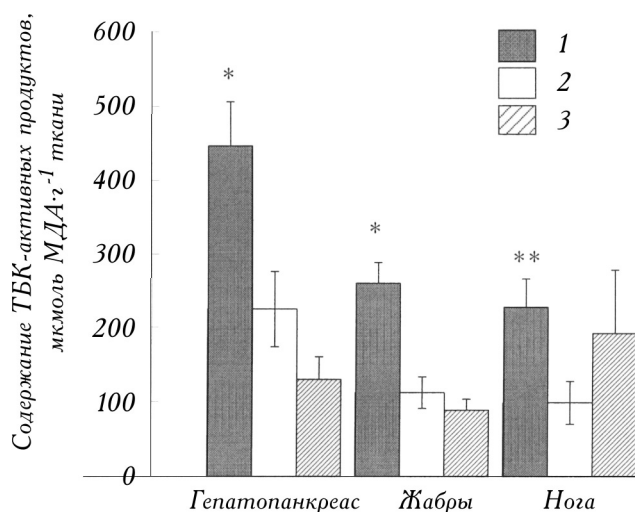 Содержание ТБК-активных продуктов,
мкмоль МДА·г⁻¹ ткани
600
500
400
300
200
100
0
*
*
**
1
2
3
Гепатопанкреас
Жабры
Нога